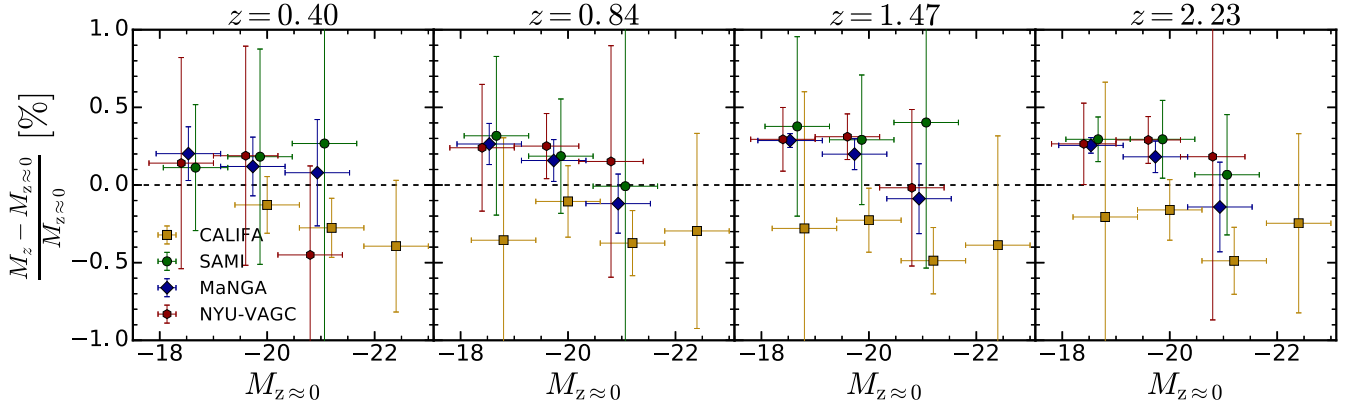 z = 0.40 z = 0.84 z = 1.47 z = 2.23
1.0
0.5
0.0
−0.5
−1.0
M_z − M_z≈0 / M_z≈0 [%]
CALIFA
SAMI
MaNGA
NYU-VAGC
−18 −20 −22 −18 −20 −22 −18 −20 −22 −18 −20 −22
M_z≈0 M_z≈0 M_z≈0 M_z≈0